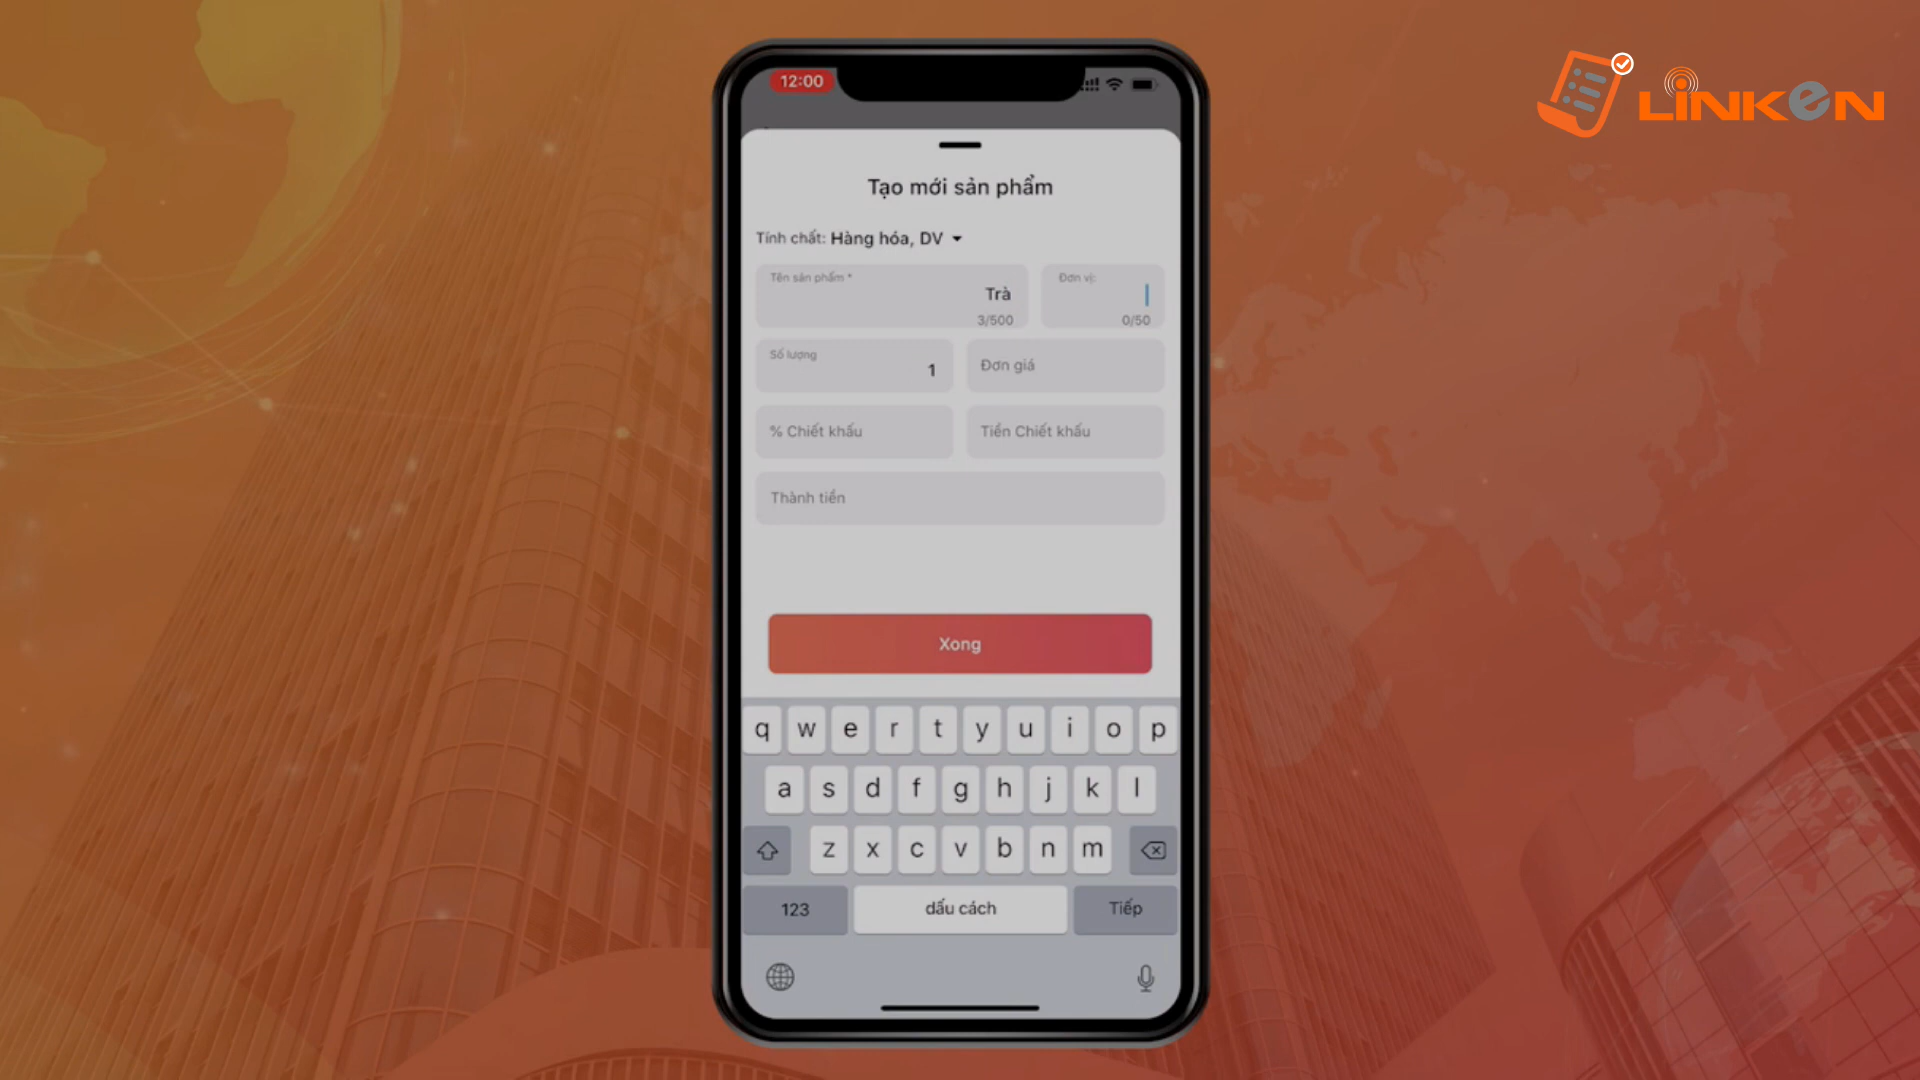 12:00
LINKEN
Tạo mới sản phẩm
Tính chất: Hàng hóa, DV
Tên sản phẩm *
Trà
3/500
Đơn vị:
0/50
Số lượng
1
Đơn giá
% Chiết khấu
Tiền Chiết khấu
Thành tiền
Xong
q w e r t y u i o p
a s d f g h j k l
z x c v b n m
123
dấu cách
Tiếp